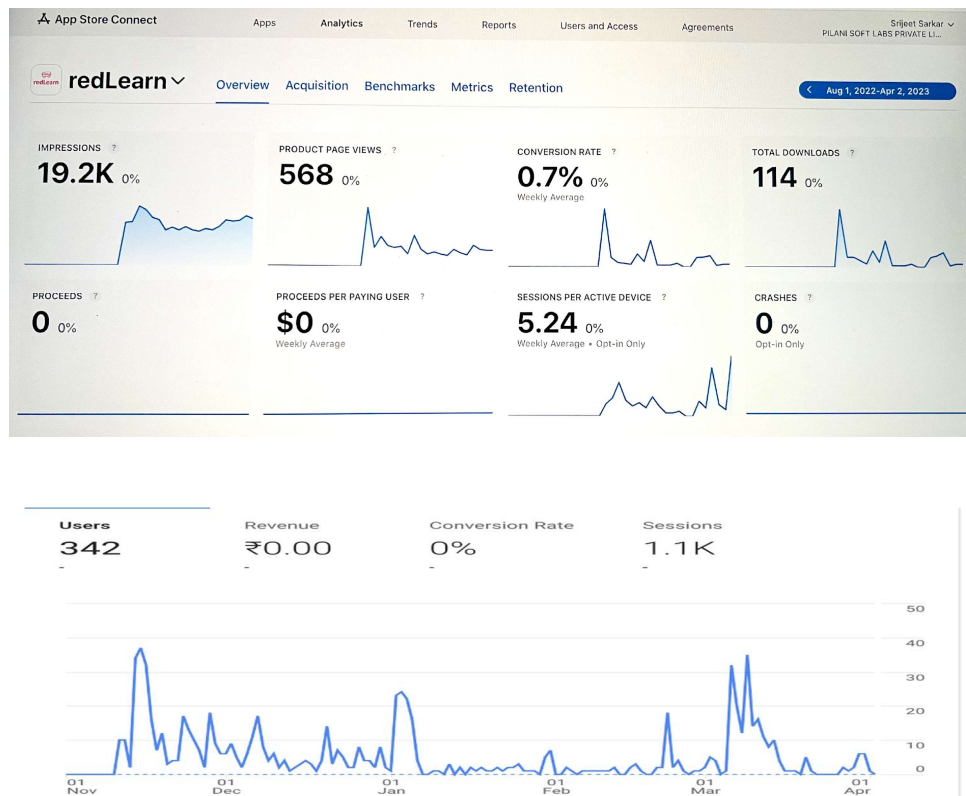 App Store Connect
Apps Analytics Trends Reports Users and Access Agreements
Srijeet Sarkar
PILANI SOFT LABS PRIVATE LI...
redLearn
redLearn
Overview Acquisition Benchmarks Metrics Retention
Aug 1, 2022-Apr 2, 2023
IMPRESSIONS ?
19.2K 0%
PRODUCT PAGE VIEWS ?
568 0%
CONVERSION RATE ?
0.7% 0%
Weekly Average
TOTAL DOWNLOADS ?
114 0%
PROCEEDS ?
0 0%
PROCEEDS PER PAYING USER ?
$0 0%
Weekly Average
SESSIONS PER ACTIVE DEVICE ?
5.24 0%
Weekly Average • Opt-in Only
CRASHES ?
0 0%
Opt-in Only
Users
342
-
Revenue
₹0.00
-
Conversion Rate
0%
-
Sessions
1.1K
-
50
40
30
20
10
0
01 01 01 01 01 01
Nov Dec Jan Feb Mar Apr